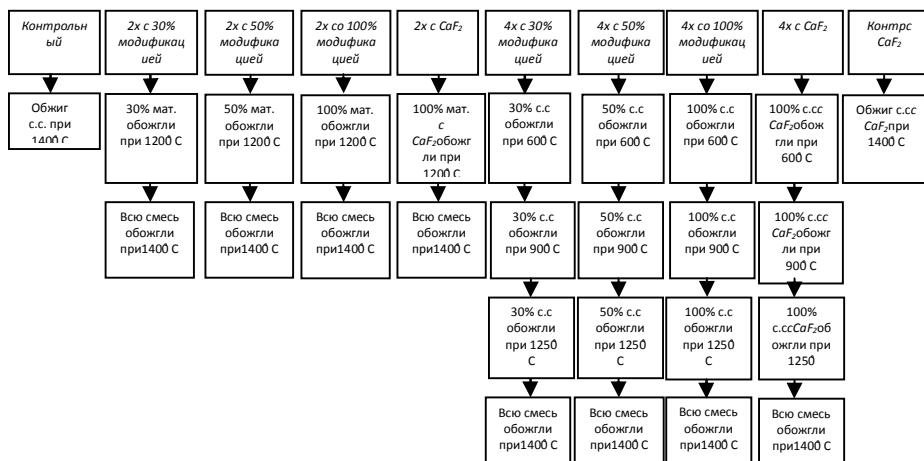 Контрольн
ый
2х с 30%
модификац
ией
2х с 50%
модифика
цией
2х со 100%
модифика
цией
2х с CaF₂
4х с 30%
модифика
цией
4х с 50%
модифика
цией
4х со 100%
модифика
цией
4х с CaF₂
Контрс
CaF₂
Обжиг
с.с. при
1400̊ С
30% мат.
обожгли
при 1200̊ С
50% мат.
обожгли
при 1200̊ С
100% мат.
обожгли
при 1200̊ С
100% мат.
с
CaF₂обожг
ли при
1200̊ С
30% с.с
обожгли
при 600̊ С
50% с.с
обожгли
при 600̊ С
100% с.с
обожгли
при 600̊ С
100% с.сс
CaF₂обож
гли при
600̊ С
Обжиг с.сс
CaF₂при
1400̊ С
Всю смесь
обожгли
при1400̊ С
Всю смесь
обожгли
при1400̊ С
Всю смесь
обожгли
при1400̊ С
Всю смесь
обожгли
при1400̊ С
30% с.с
обожгли
при 900̊ С
50% с.с
обожгли
при 900̊ С
100% с.с
обожгли
при 900̊ С
100% с.сс
CaF₂обож
гли при
900̊ С
30% с.с
обожгли
при 1250̊
С
50% с.с
обожгли
при 1250̊
С
100% с.с
обожгли
при 1250̊
С
100%
с.ссCaF₂об
ожгли при
1250̊
Всю смесь
обожгли
при1400̊ С
Всю смесь
обожгли
при1400̊ С
Всю смесь
обожгли
при1400̊ С
Всю смесь
обожгли
при1400̊ С